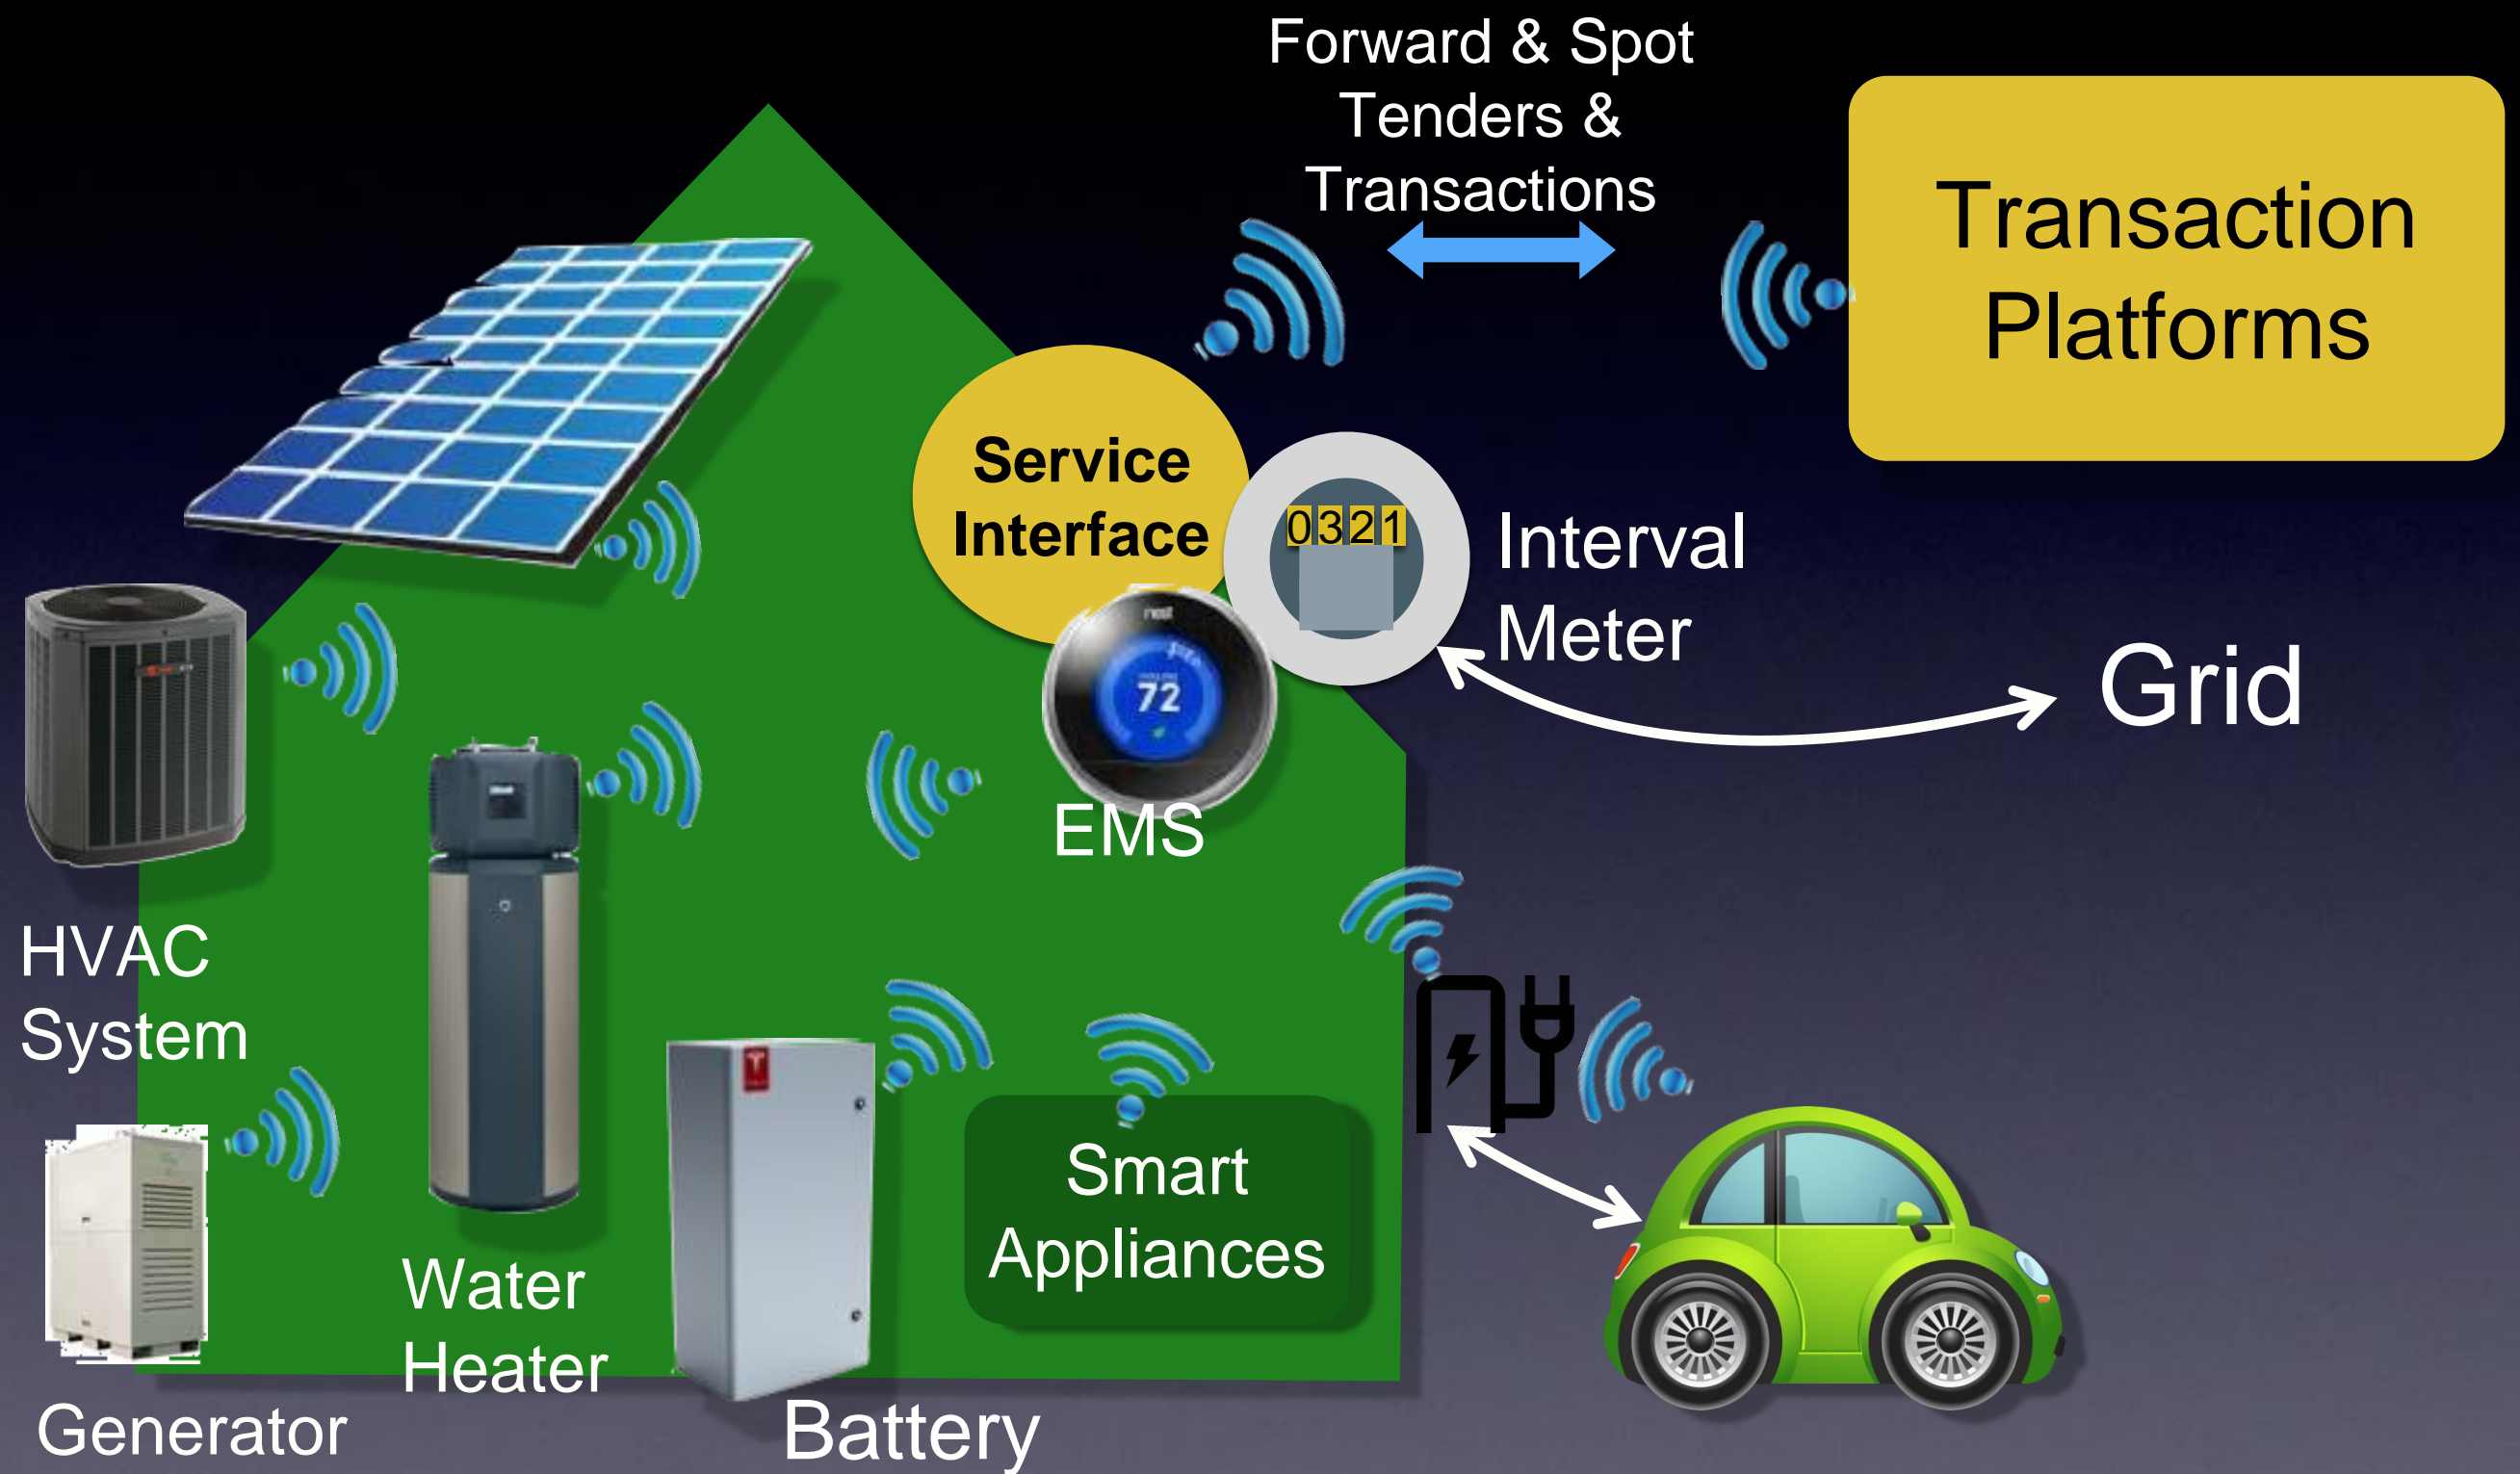 Forward & Spot
Tenders &
Transactions
Transaction
Platforms
Service
Interface
0321
Interval
Meter
nest
72
EMS
Grid
HVAC
System
Smart
Appliances
Water
Heater
Generator
Battery